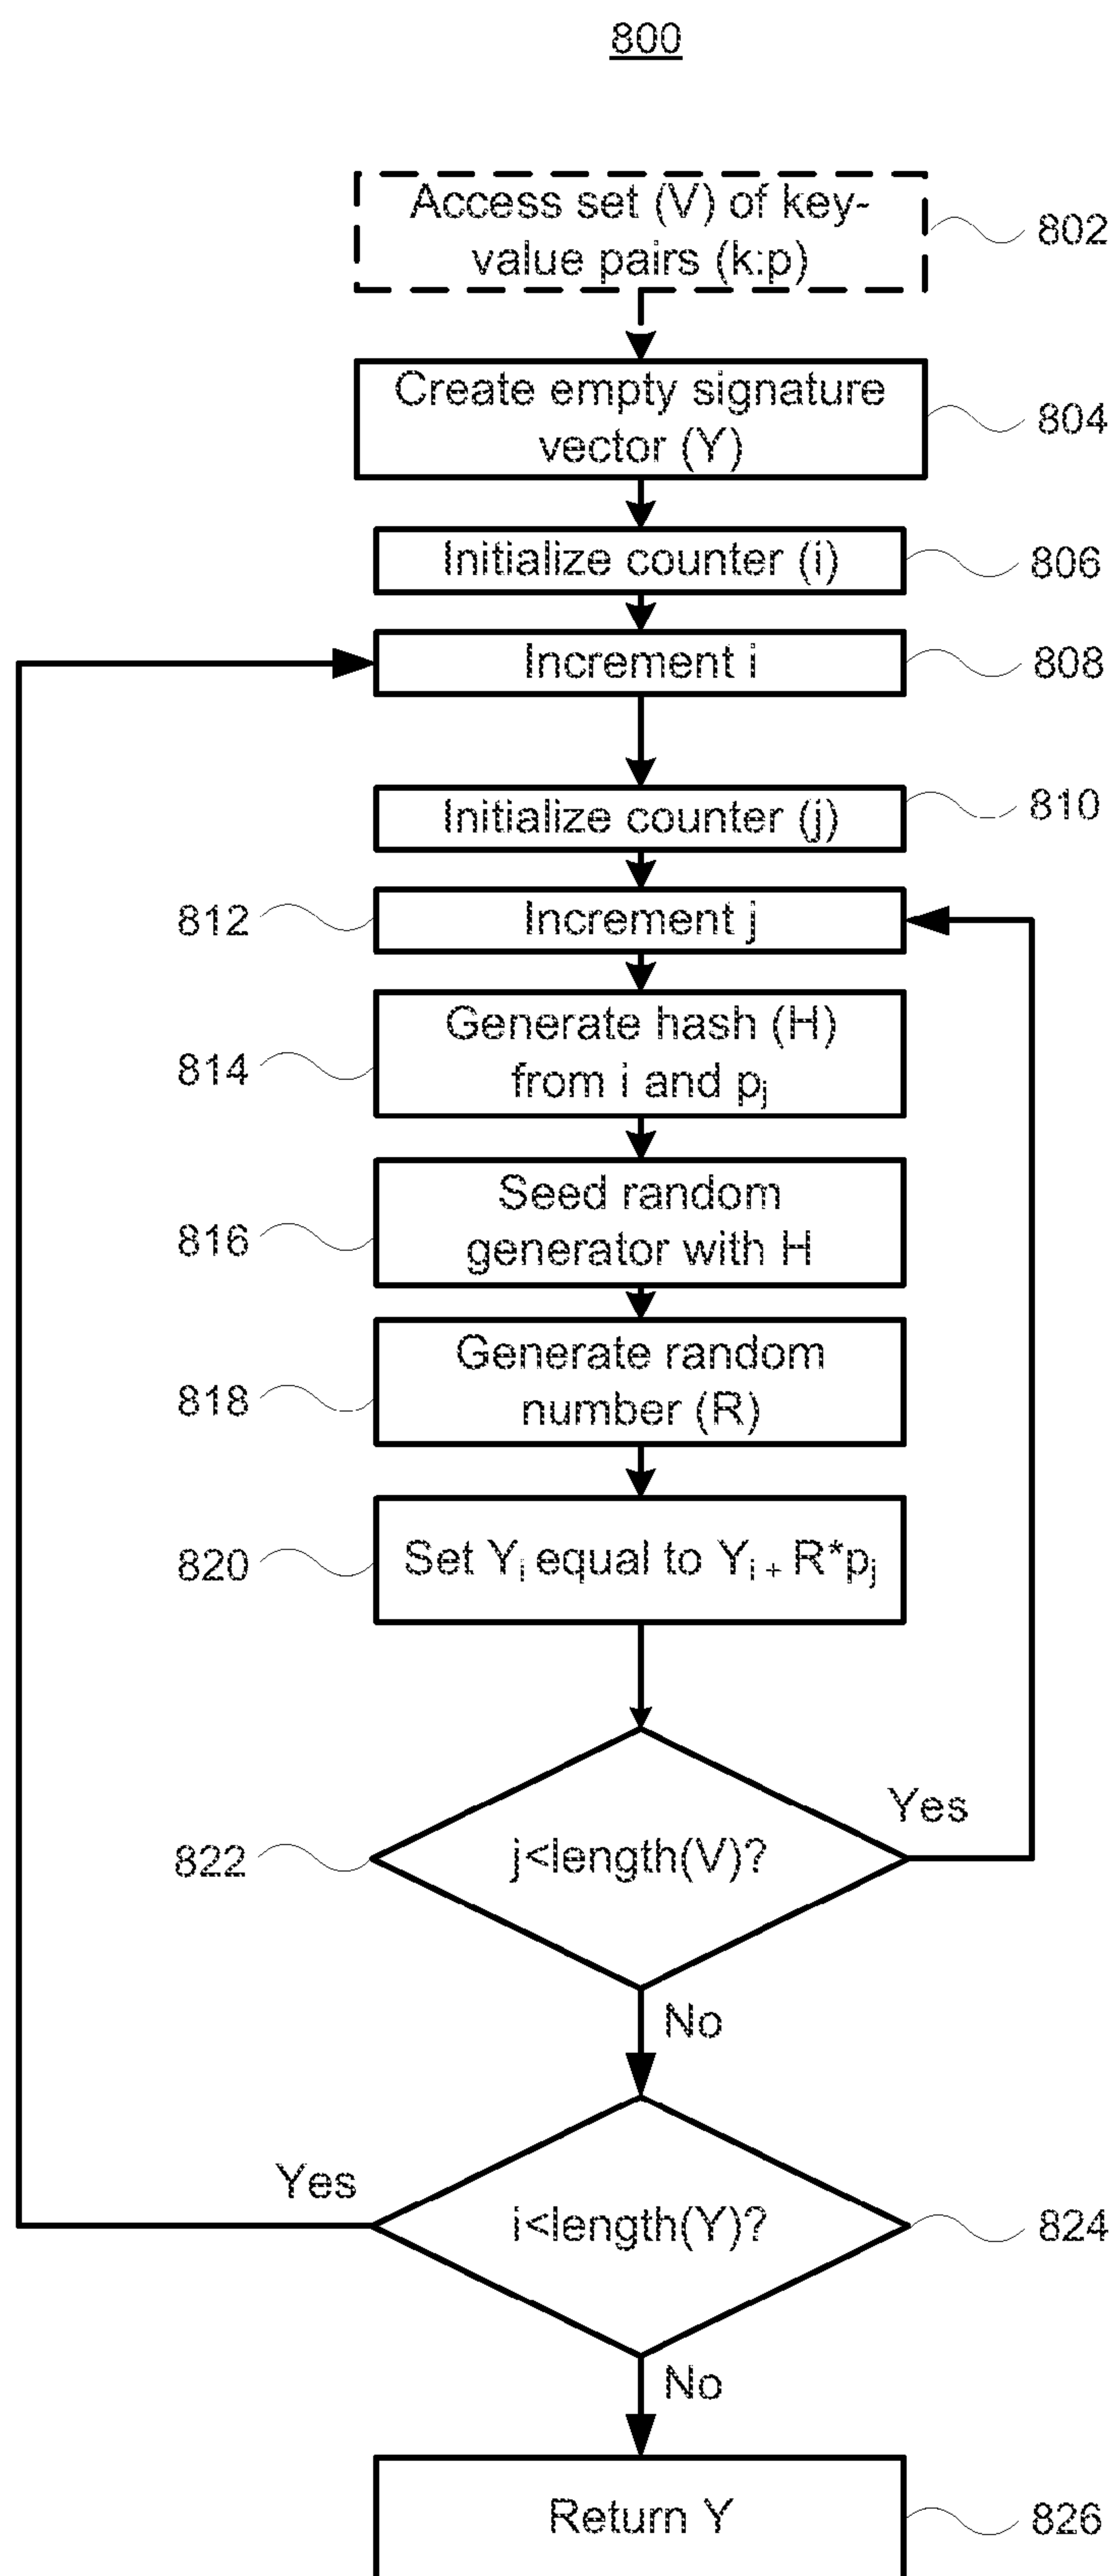 800
Access set (V) of key-
value pairs (k:p)
802
Create empty signature
vector (Y)
804
Initialize counter (i)
806
Increment i
808
Initialize counter (j)
810
Increment j
812
Generate hash (H)
from i and pj
814
Seed random
generator with H
816
Generate random
number (R)
818
Set Yi equal to Yi + R*pj
820
j<length(V)?
822
Yes
No
i<length(Y)?
824
Yes
No
Return Y
826